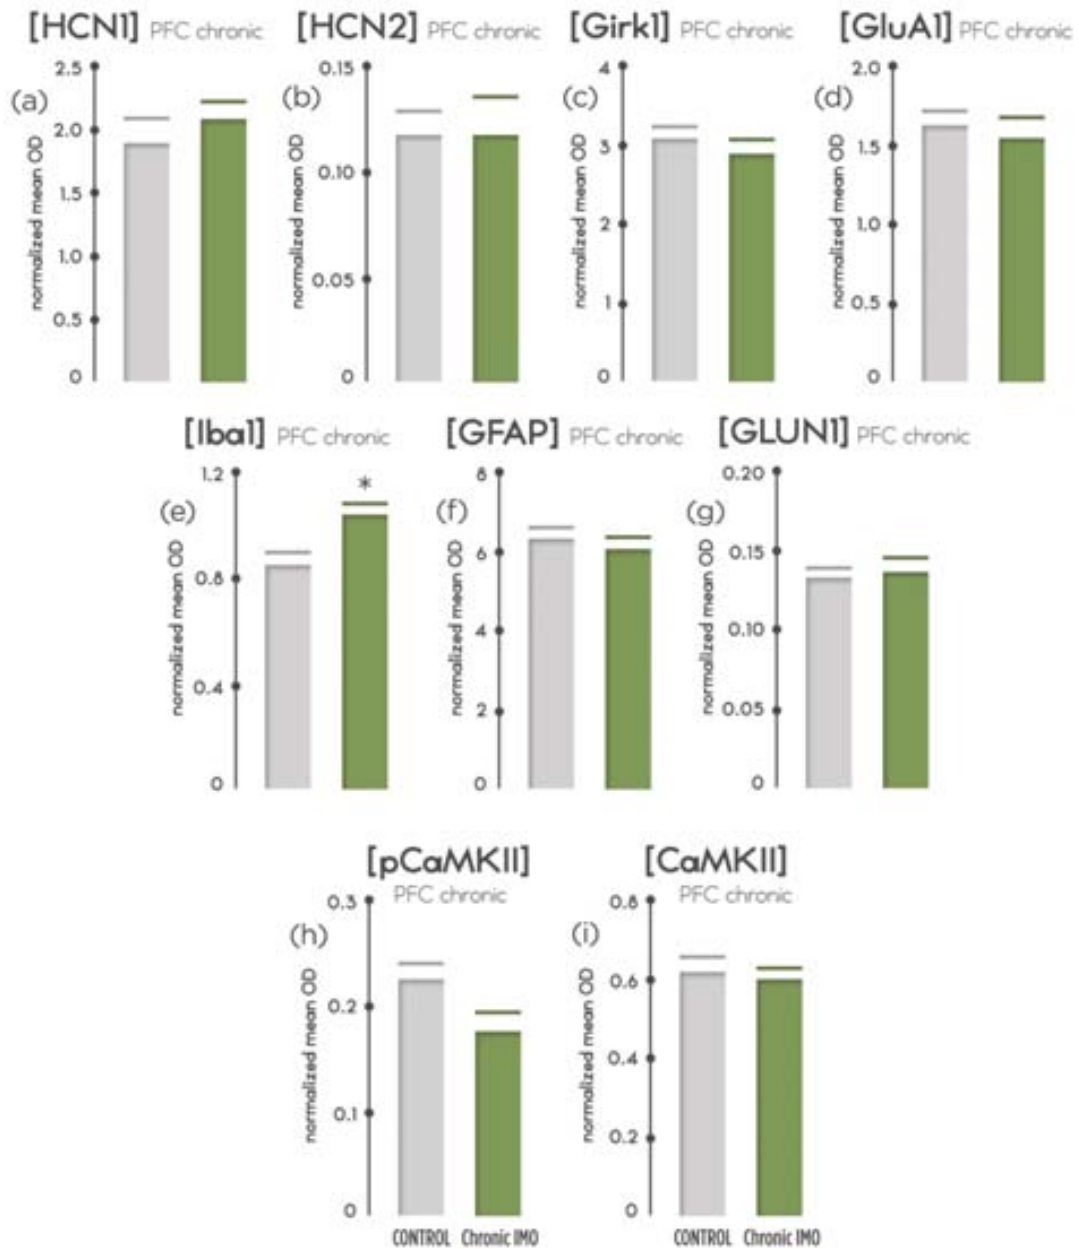 [HCN1] PFC chronic [HCN2] PFC chronic [Girk1] PFC chronic [GluA1] PFC chronic
(a) (b) (c) (d)
normalized mean OD normalized mean OD normalized mean OD normalized mean OD
2.5 0.15 4 2.0
2.0 0.10 3 1.5
1.5 0.05 2 1.0
1.0 0 1 0.5
0.5 0 0
0
[Iba1] PFC chronic [GFAP] PFC chronic [GLUN1] PFC chronic
(e) (f) (g)
normalized mean OD normalized mean OD normalized mean OD
*
1.2 8 0.20
0.8 6 0.15
0.4 4 0.10
0 2 0.05
0 0
[pCaMKII] [CaMKII]
PFC chronic PFC chronic
(h) (i)
normalized mean OD normalized mean OD
0.3 0.8
0.2 0.6
0.1 0.4
0 0.2
0
CONTROL Chronic IMO CONTROL Chronic IMO